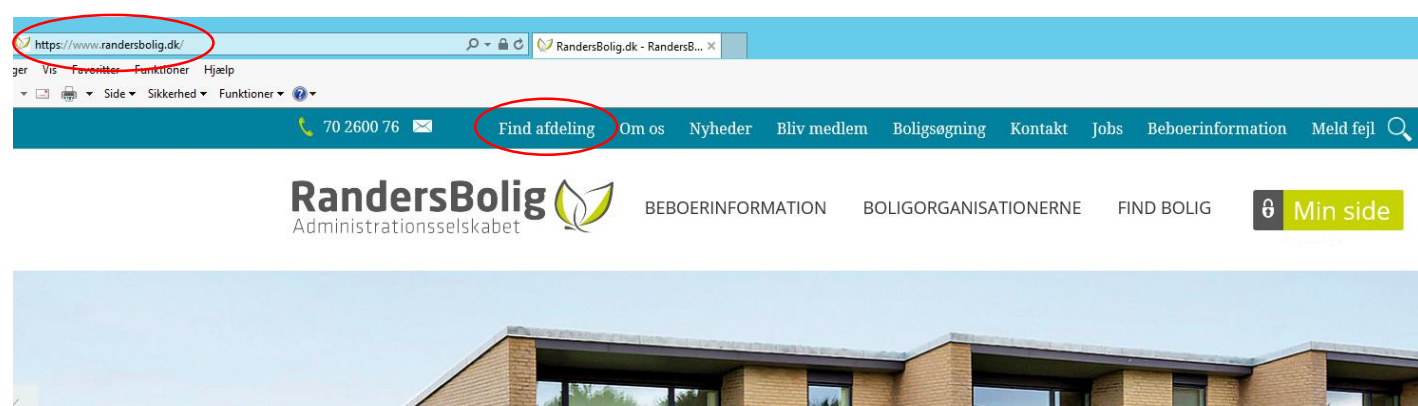 https://www.randersbolig.dk/
RandersBolig.dk - RandersB... ×
ger Vis Favoritter Funktioner Hjælp
Side Sikkerhed Funktioner
70 2600 76 Find afdeling Om os Nyheder Bliv medlem Boligsøgning Kontakt Jobs Beboerinformation Meld fejl
RandersBolig
Administrationsselskabet
BEBOERINFORMATION BOLIGORGANISATIONERNE FIND BOLIG Min side